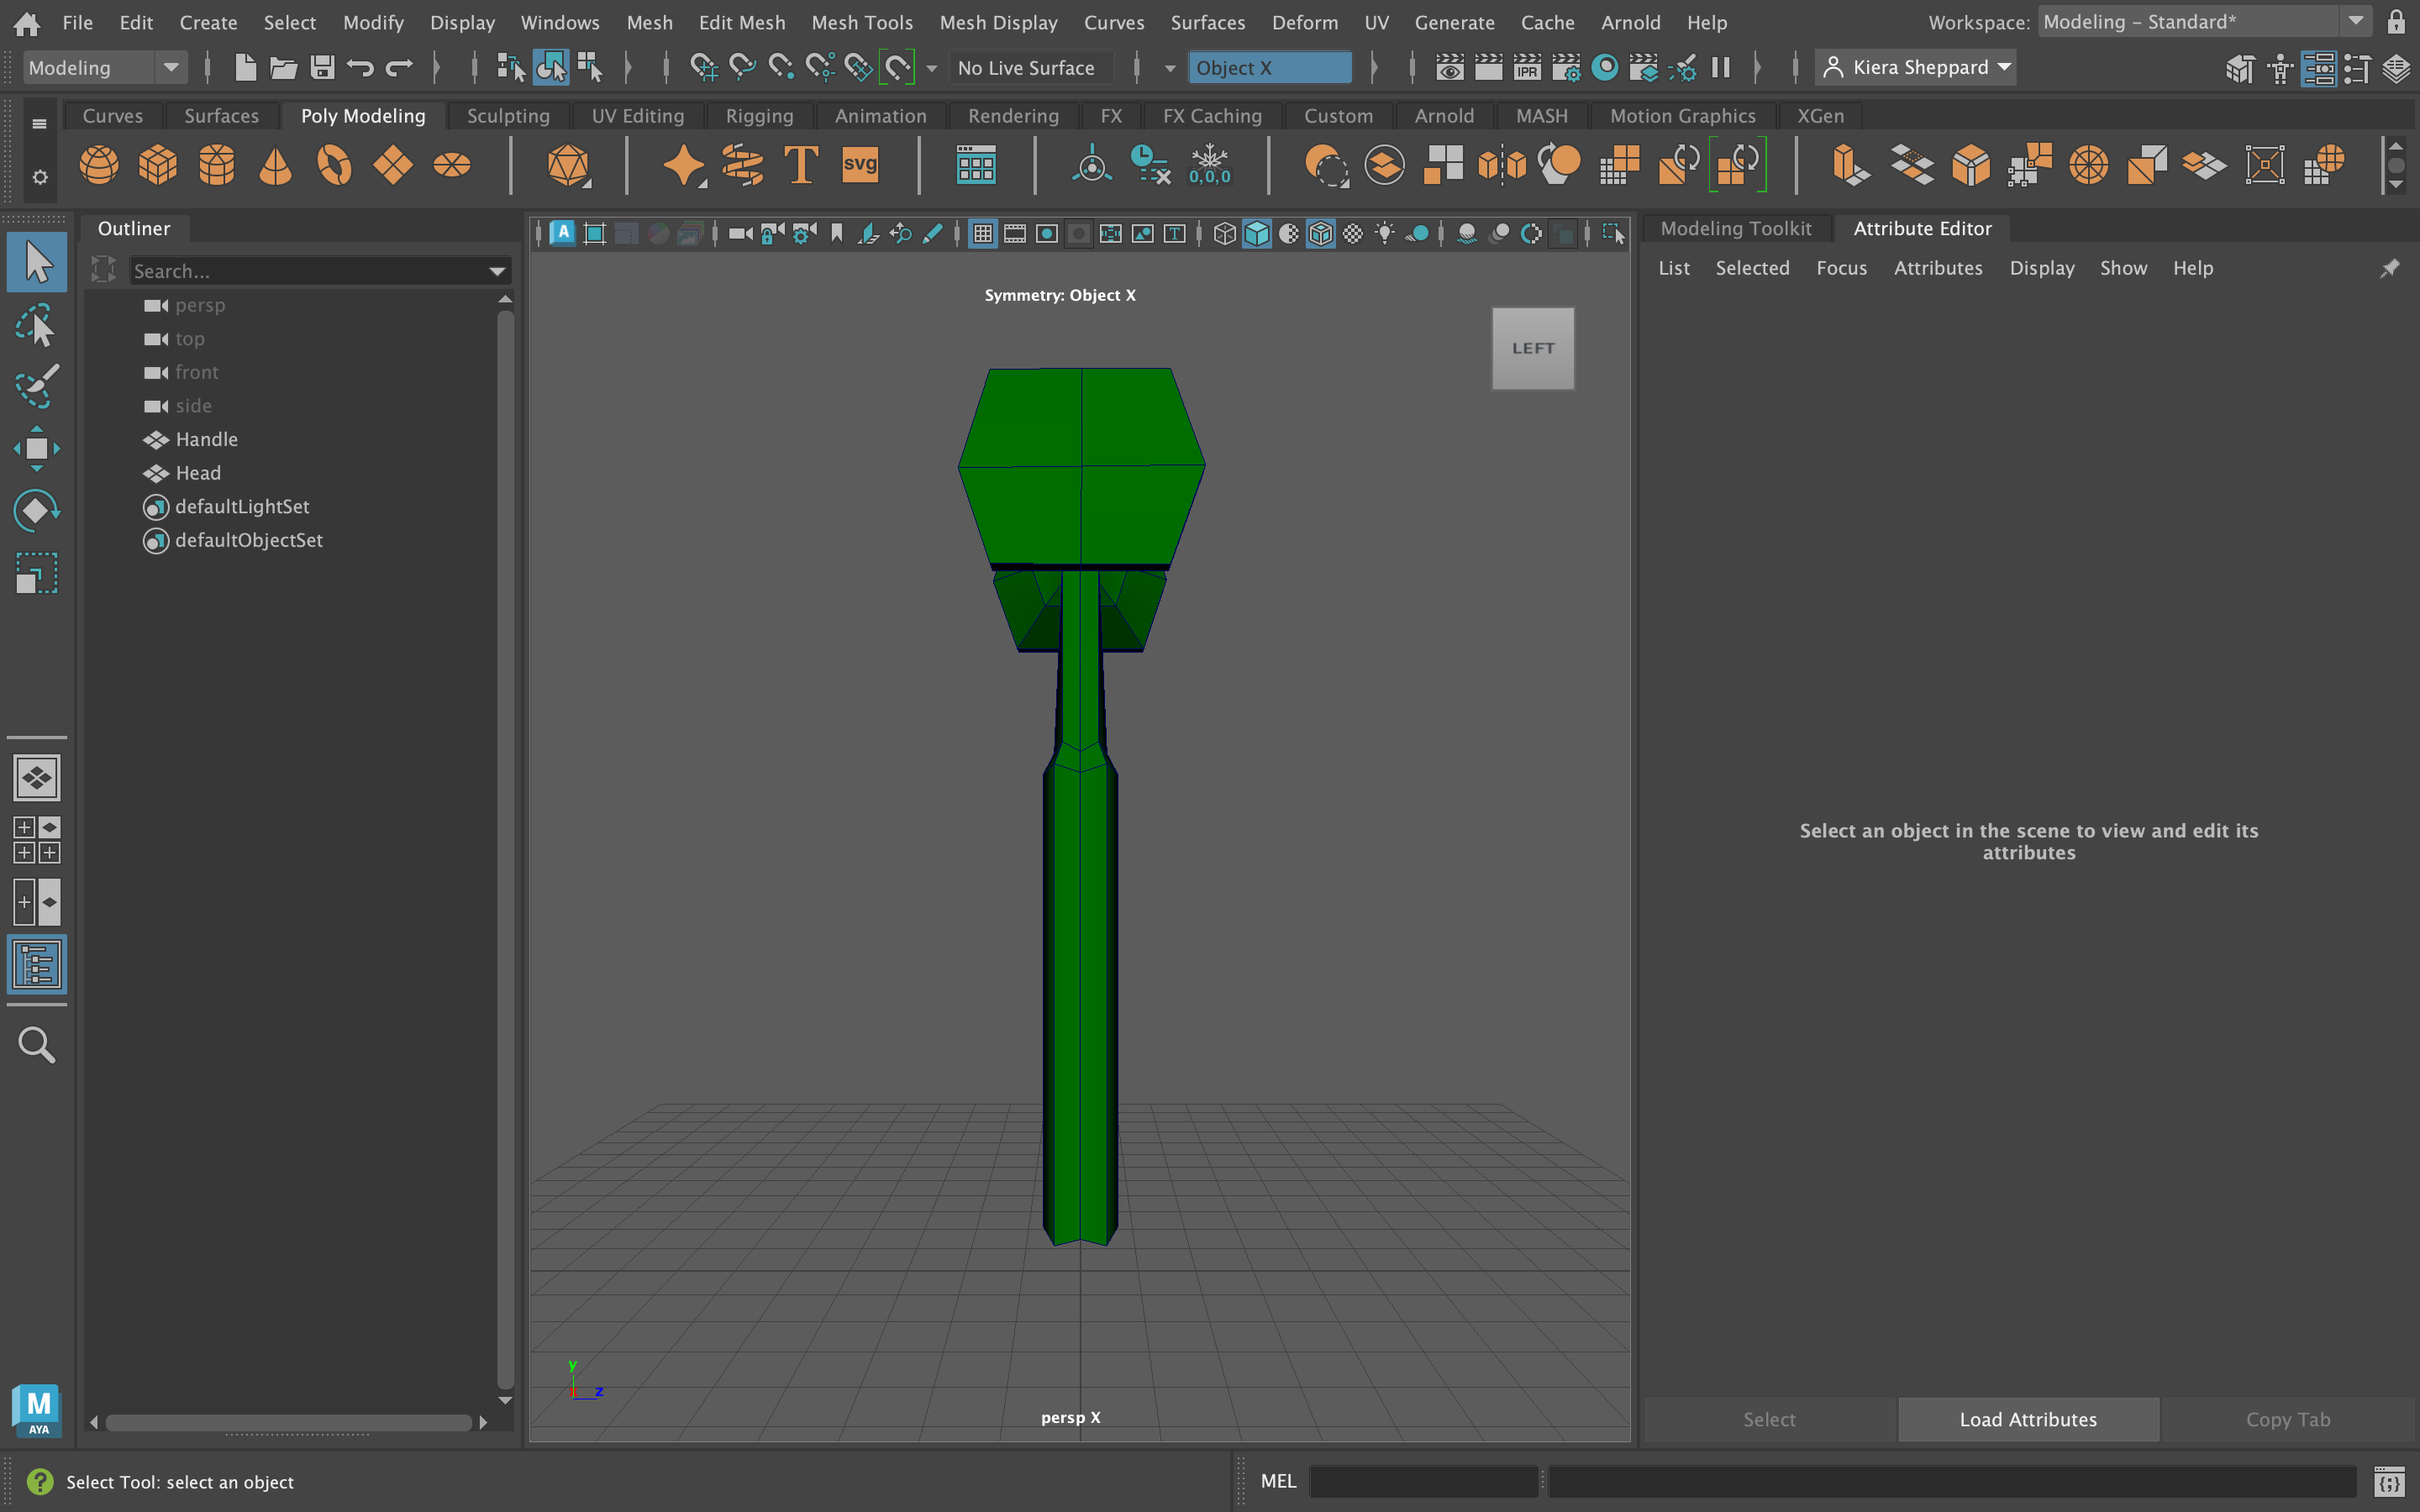 File Edit Create Select Modify Display Windows Mesh Edit Mesh Mesh Tools Mesh Display Curves Surfaces Deform UV Generate Cache Arnold Help Workspace: Modeling - Standard*
Modeling No Live Surface Object X IPR Kiera Sheppard
Curves Surfaces Poly Modeling Sculpting UV Editing Rigging Animation Rendering FX FX Caching Custom Arnold MASH Motion Graphics XGen
T svg 0,0,0
Outliner
Search...
persp
top
front
side
Handle
Head
defaultLightSet
defaultObjectSet
A T
Symmetry: Object X
LEFT
y
x z
persp X
Modeling Toolkit Attribute Editor
List Selected Focus Attributes Display Show Help
Select an object in the scene to view and edit its
attributes
Select Load Attributes Copy Tab
M
AYA
? Select Tool: select an object
MEL